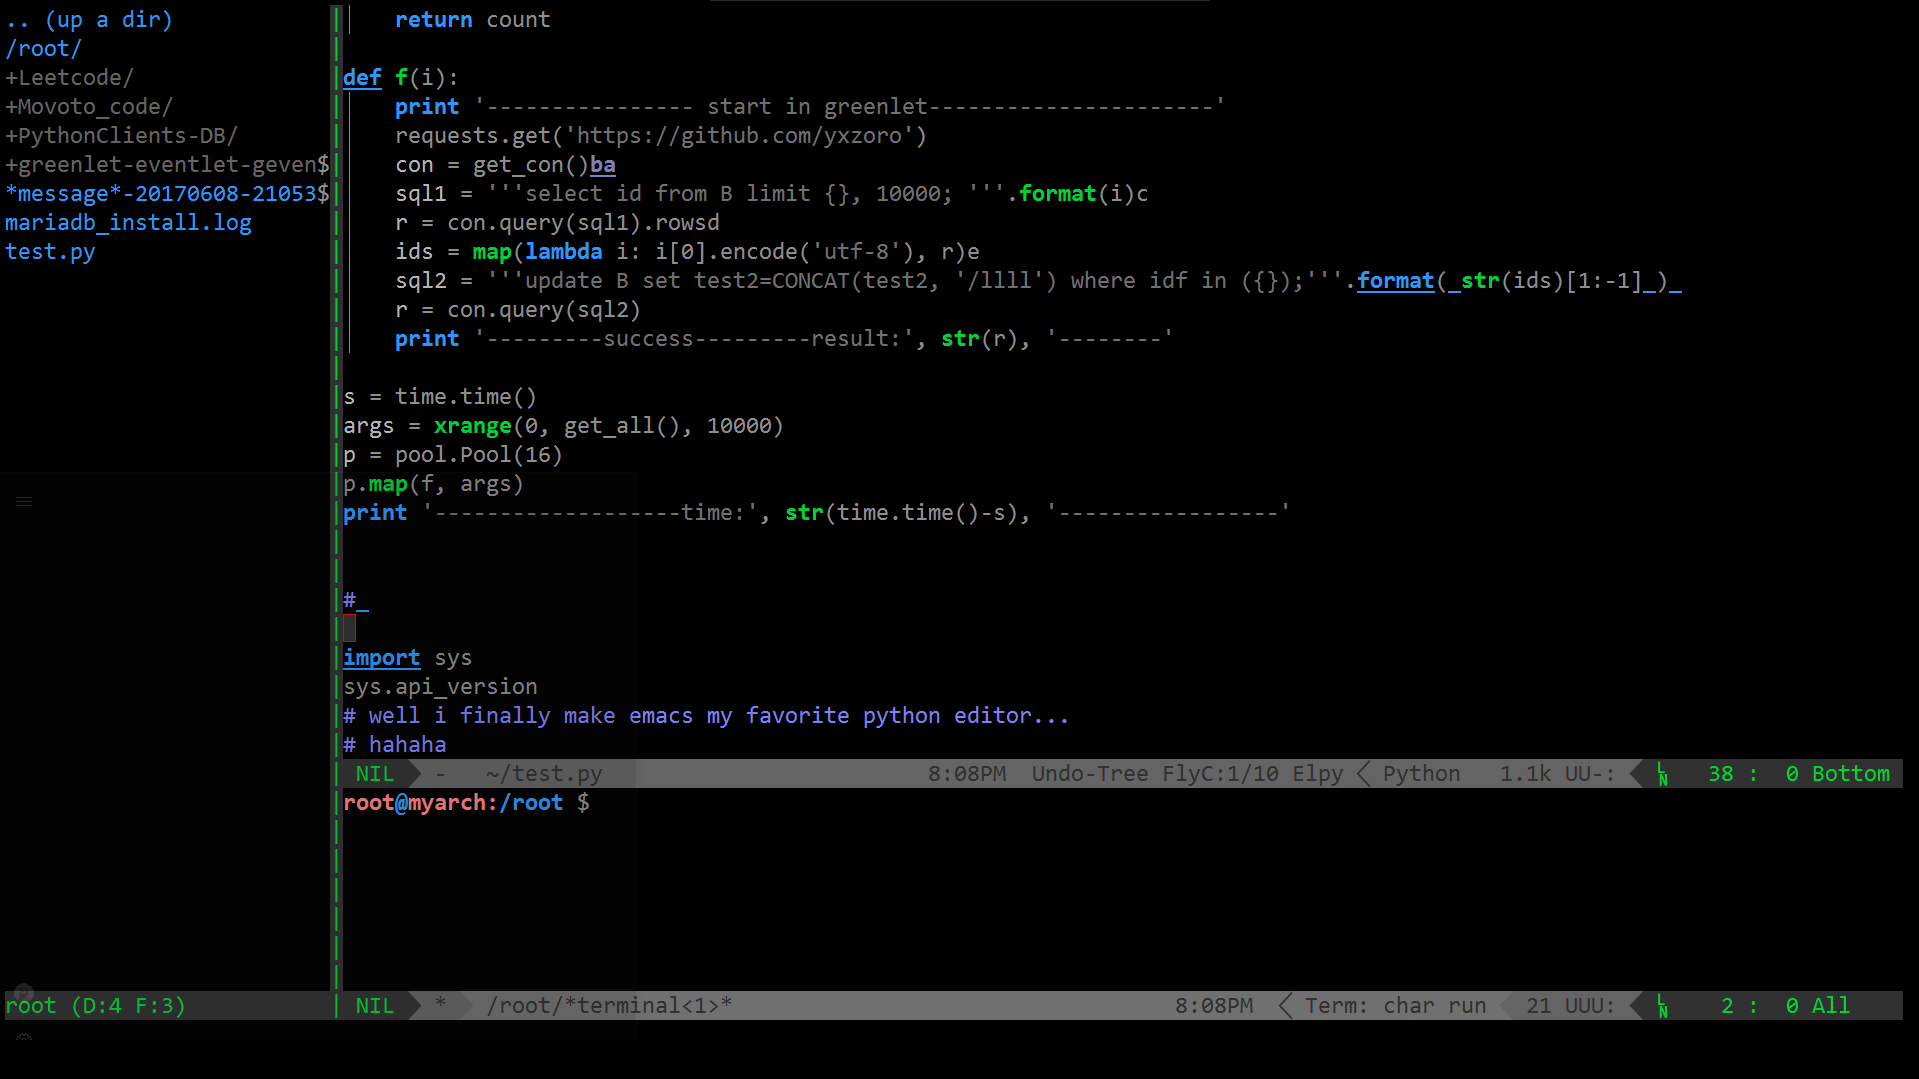 .. (up a dir)
/root/
+Leetcode/
+Movoto_code/
+PythonClients-DB/
+greenlet-eventlet-geven$
*message*-20170608-21053$
mariadb_install.log
test.py
root (D:4 F:3)
    return count
def f(i):
    print '---------------- start in greenlet----------------------'
    requests.get('https://github.com/yxzoro')
    con = get_con()ba
    sql1 = '''select id from B limit {}, 10000; '''.format(i)c
    r = con.query(sql1).rowsd
    ids = map(lambda i: i[0].encode('utf-8'), r)e
    sql2 = '''update B set test2=CONCAT(test2, '/llll') where idf in ({});'''.format(_str(ids)[1:-1]_)_
    r = con.query(sql2)
    print '---------success---------result:', str(r), '--------'
s = time.time()
args = xrange(0, get_all(), 10000)
p = pool.Pool(16)
p.map(f, args)
print '-------------------time:', str(time.time()-s), '-----------------'
#_
import sys
sys.api_version
# well i finally make emacs my favorite python editor...
# hahaha
NIL - ~/test.py 8:08PM Undo-Tree FlyC:1/10 Elpy Python 1.1k UU-: LN 38 : 0 Bottom
root@myarch:/root $
NIL * /root/*terminal<1>* 8:08PM Term: char run 21 UUU: LN 2 : 0 All